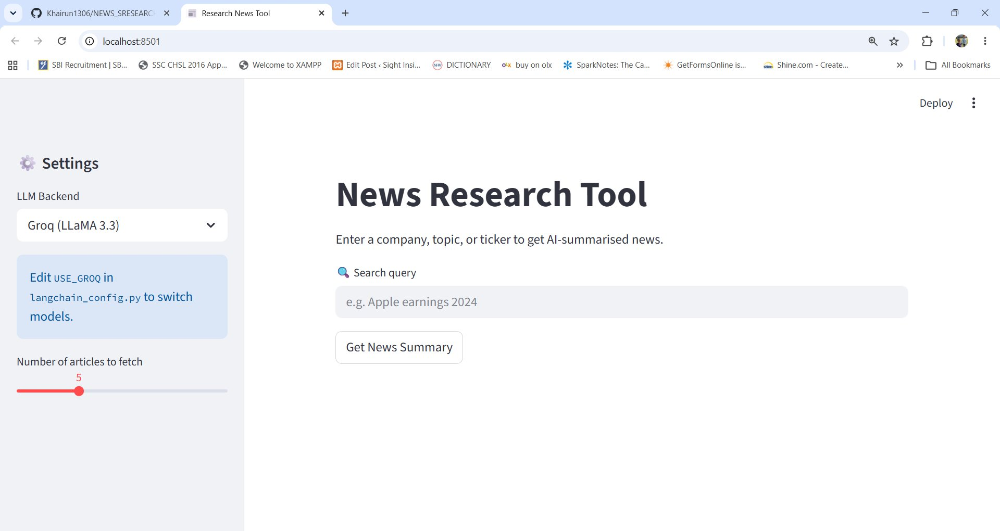 Khairun1306/NEWS_SRESEARC
Research News Tool
localhost:8501
SBI Recruitment | SB...
SSC CHSL 2016 App...
Welcome to XAMPP
Edit Post ‹ Sight Insi...
DICTIONARY
buy on olx
SparkNotes: The Ca...
GetFormsOnline is...
Shine.com - Create...
All Bookmarks
Deploy
Settings
LLM Backend
Groq (LLaMA 3.3)
Edit USE_GROQ in
langchain_config.py to switch
models.
Number of articles to fetch
5
News Research Tool
Enter a company, topic, or ticker to get AI-summarised news.
Search query
e.g. Apple earnings 2024
Get News Summary